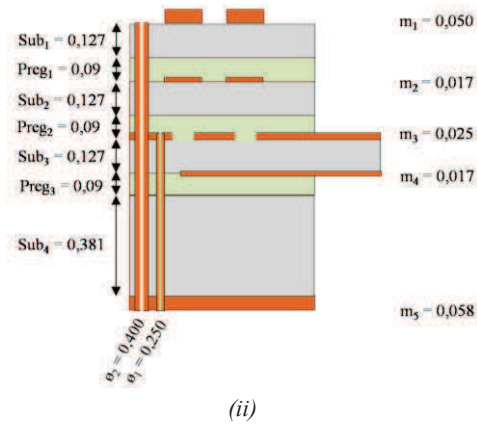 Sub₁ = 0,127
Preg₁ = 0,09
Sub₂ = 0,127
Preg₂ = 0,09
Sub₃ = 0,127
Preg₃ = 0,09
Sub₄ = 0,381
m₁ = 0,050
m₂ = 0,017
m₃ = 0,025
m₄ = 0,017
m₅ = 0,058
ø₂ = 0,400
ø₁ = 0,250
(ii)